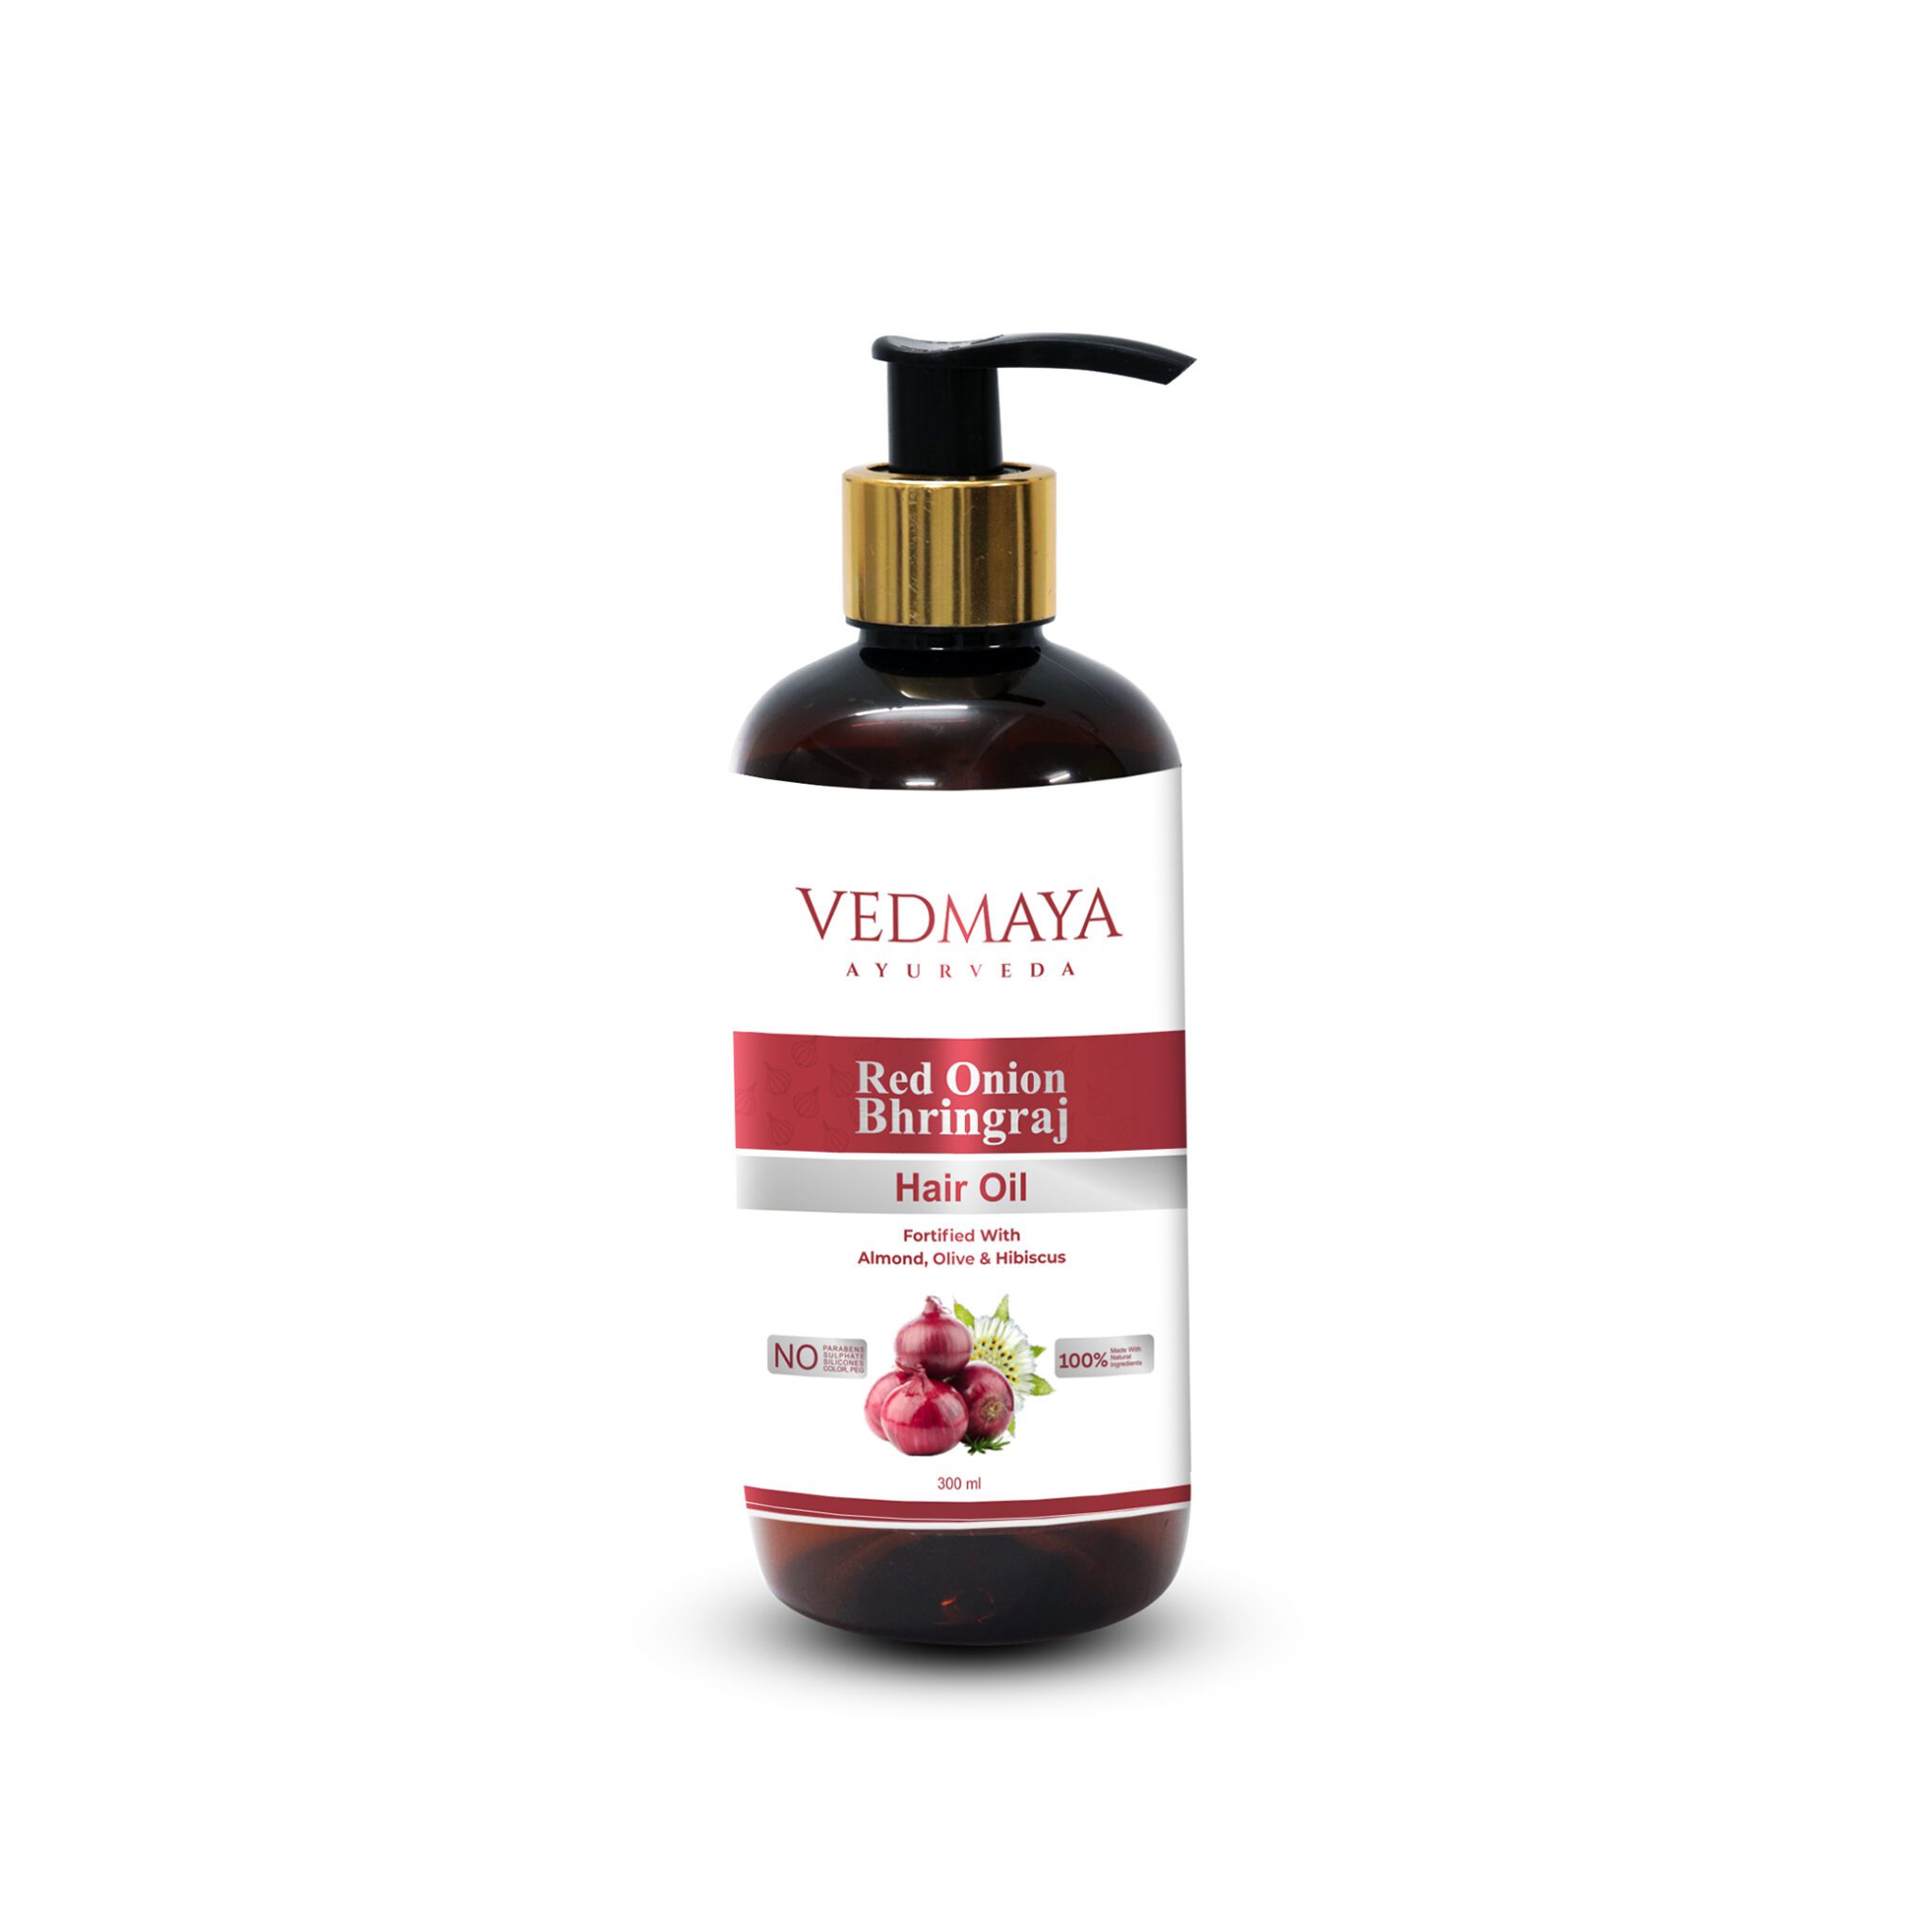 VEDMAYA
AYURVEDA
Red Onion
Bhringraj
Hair Oil
Fortified With
Almond, Olive & Hibiscus
NO
PARABENS
SULPHATE
SILICONES
COLOR, PEG
100%
Made With
Natural
Ingredients
300 ml